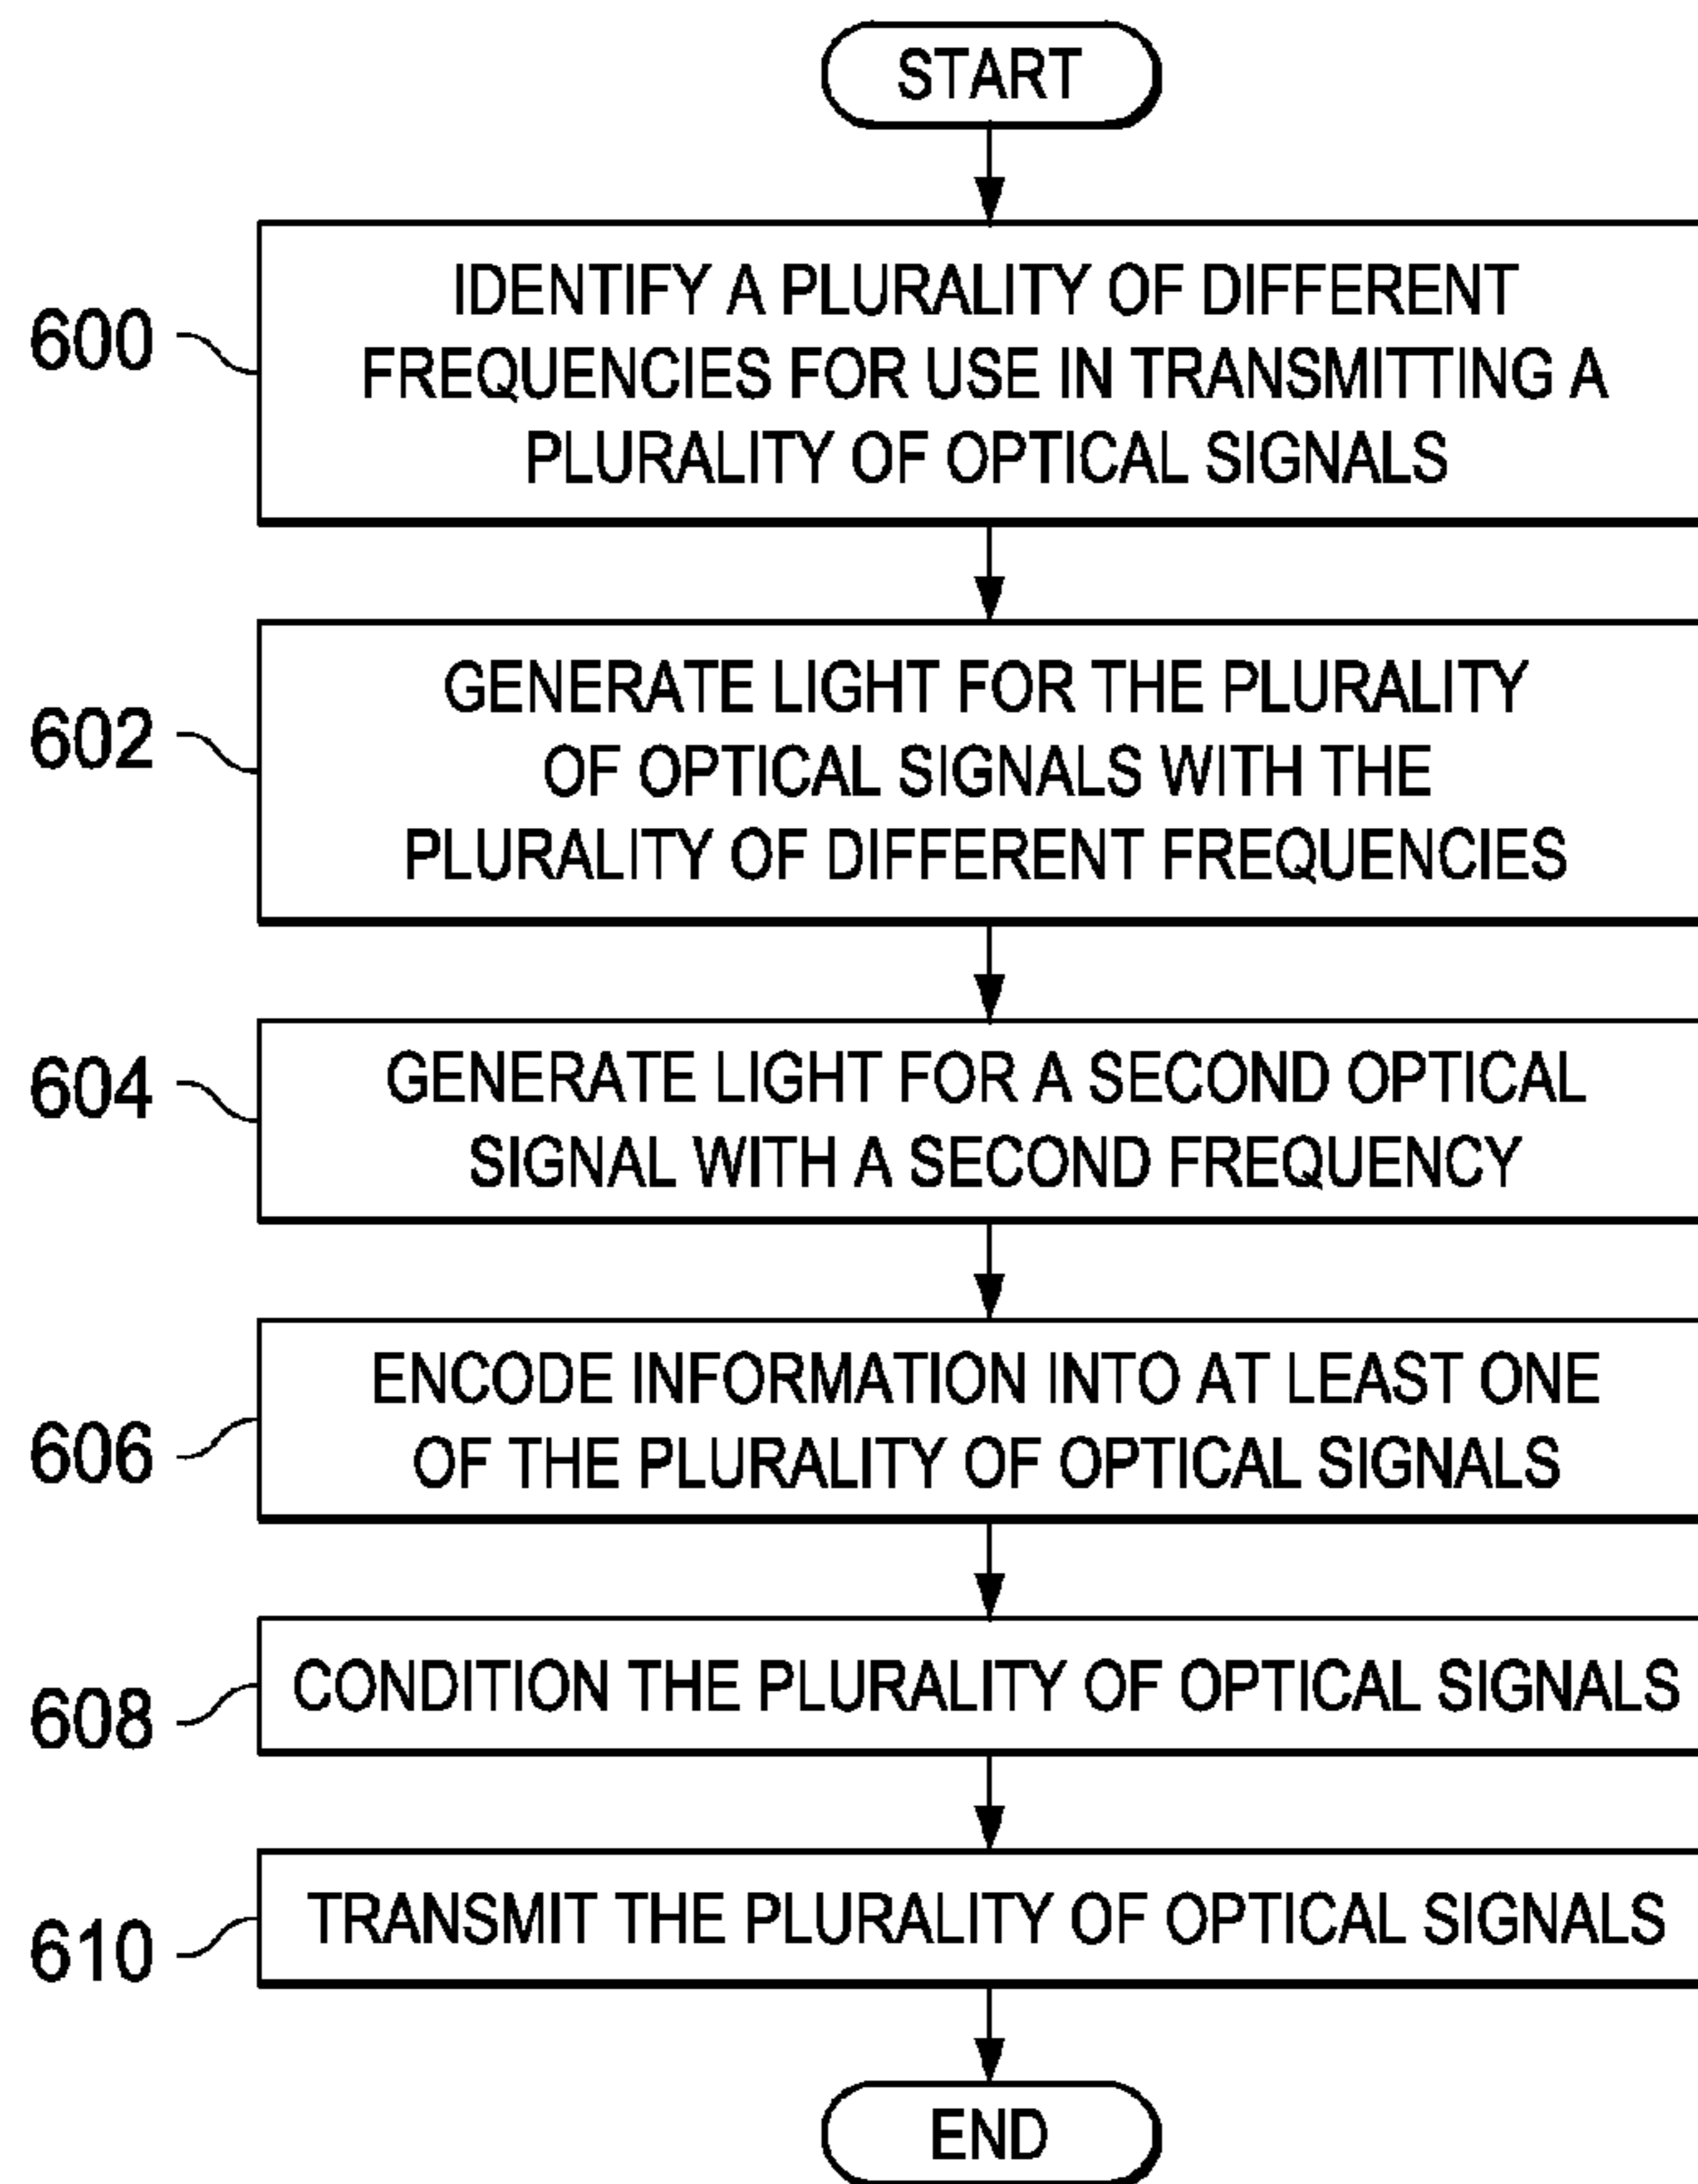 START
600
IDENTIFY A PLURALITY OF DIFFERENT
FREQUENCIES FOR USE IN TRANSMITTING A
PLURALITY OF OPTICAL SIGNALS
602
GENERATE LIGHT FOR THE PLURALITY
OF OPTICAL SIGNALS WITH THE
PLURALITY OF DIFFERENT FREQUENCIES
604
GENERATE LIGHT FOR A SECOND OPTICAL
SIGNAL WITH A SECOND FREQUENCY
606
ENCODE INFORMATION INTO AT LEAST ONE
OF THE PLURALITY OF OPTICAL SIGNALS
608
CONDITION THE PLURALITY OF OPTICAL SIGNALS
610
TRANSMIT THE PLURALITY OF OPTICAL SIGNALS
END